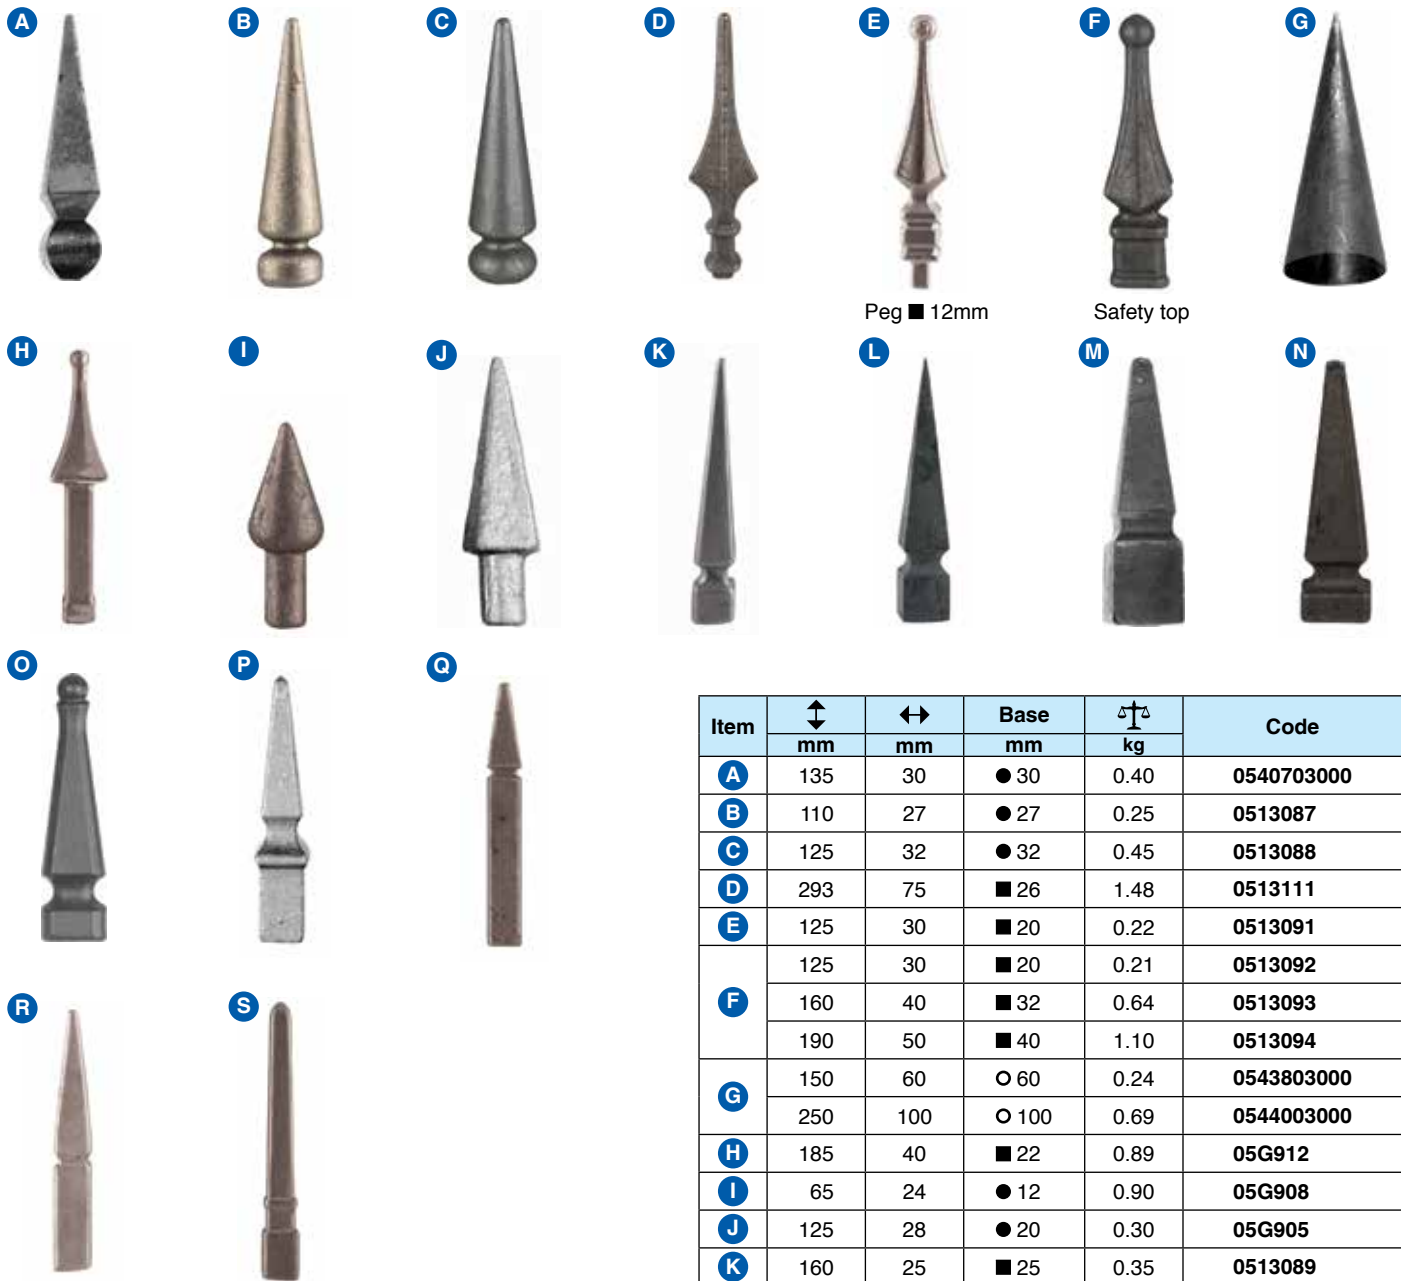 A B C D E F G
Peg ■ 12mm Safety top
H I J K L M N
O P Q
R S
Item ↕ ↔ Base Code
mm mm mm kg
A 135 30 ● 30 0.40 0540703000
B 110 27 ● 27 0.25 0513087
C 125 32 ● 32 0.45 0513088
D 293 75 ■ 26 1.48 0513111
E 125 30 ■ 20 0.22 0513091
F 125 30 ■ 20 0.21 0513092
160 40 ■ 32 0.64 0513093
190 50 ■ 40 1.10 0513094
G 150 60 ○ 60 0.24 0543803000
250 100 ○ 100 0.69 0544003000
H 185 40 ■ 22 0.89 05G912
I 65 24 ● 12 0.90 05G908
J 125 28 ● 20 0.30 05G905
K 160 25 ■ 25 0.35 0513089